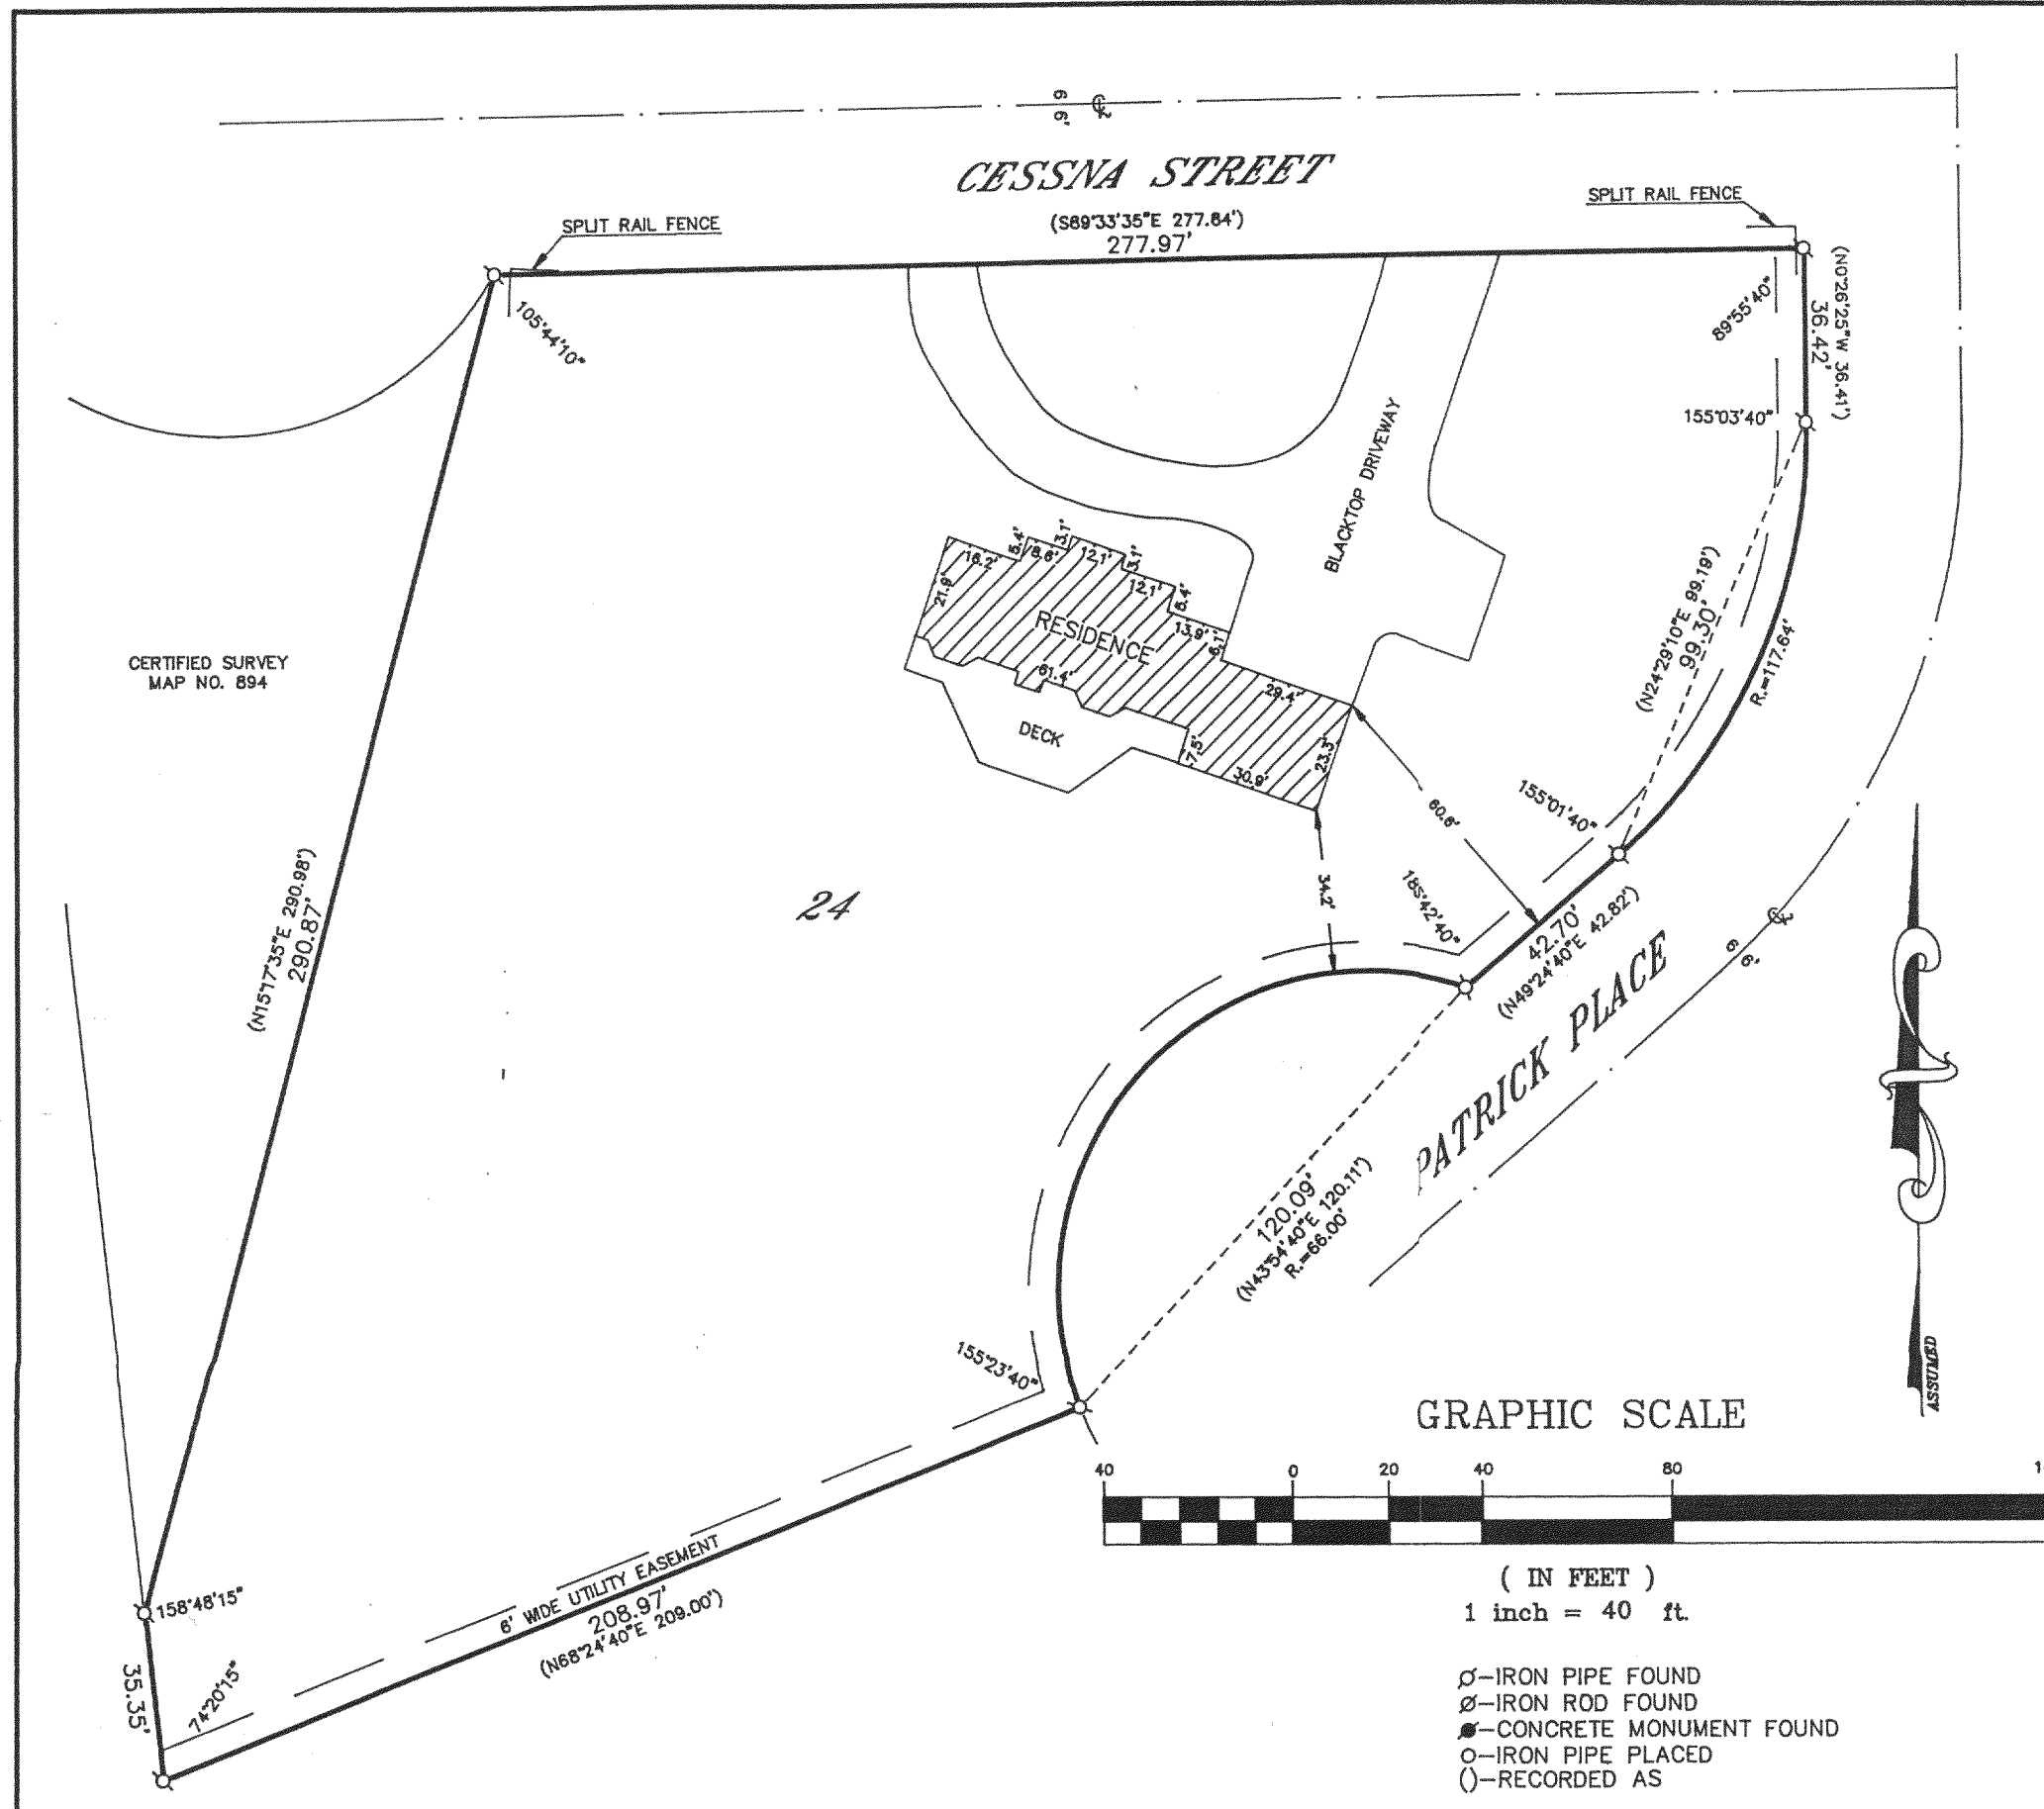 66'
CESSNA STREET
SPLIT RAIL FENCE
(S89°33'35"E 277.84')
277.97'
SPLIT RAIL FENCE
105°44'10"
89°55'40"
(N0°26'25"W 36.41')
36.42'
155°03'40"
BLACKTOP DRIVEWAY
16.2'
5.4'
8.6'
3.1'
12.1'
3.1'
12.1'
5.4'
13.9'
6.1'
21.9'
RESIDENCE
61.4'
29.4'
DECK
7.5'
30.9'
23.3'
(N24°29'10"E 99.19')
99.30'
R.=117.64'
CERTIFIED SURVEY
MAP NO. 894
60.6'
155°01'40"
34.2'
185°42'40"
24
(N15°17'35"E 290.98')
290.87'
42.70'
(N49°24'40"E 42.82')
66'
PATRICK PLACE
120.09'
(N43°54'40"E 120.11')
R.=66.00'
155°23'40"
ASSUMED
GRAPHIC SCALE
40 0 20 40 80
( IN FEET )
1 inch = 40 ft.
158°48'15"
6' WIDE UTILITY EASEMENT
208.97'
(N68°24'40"E 209.00')
35.35'
74°20'15"
-IRON PIPE FOUND
-IRON ROD FOUND
-CONCRETE MONUMENT FOUND
-IRON PIPE PLACED
()-RECORDED AS